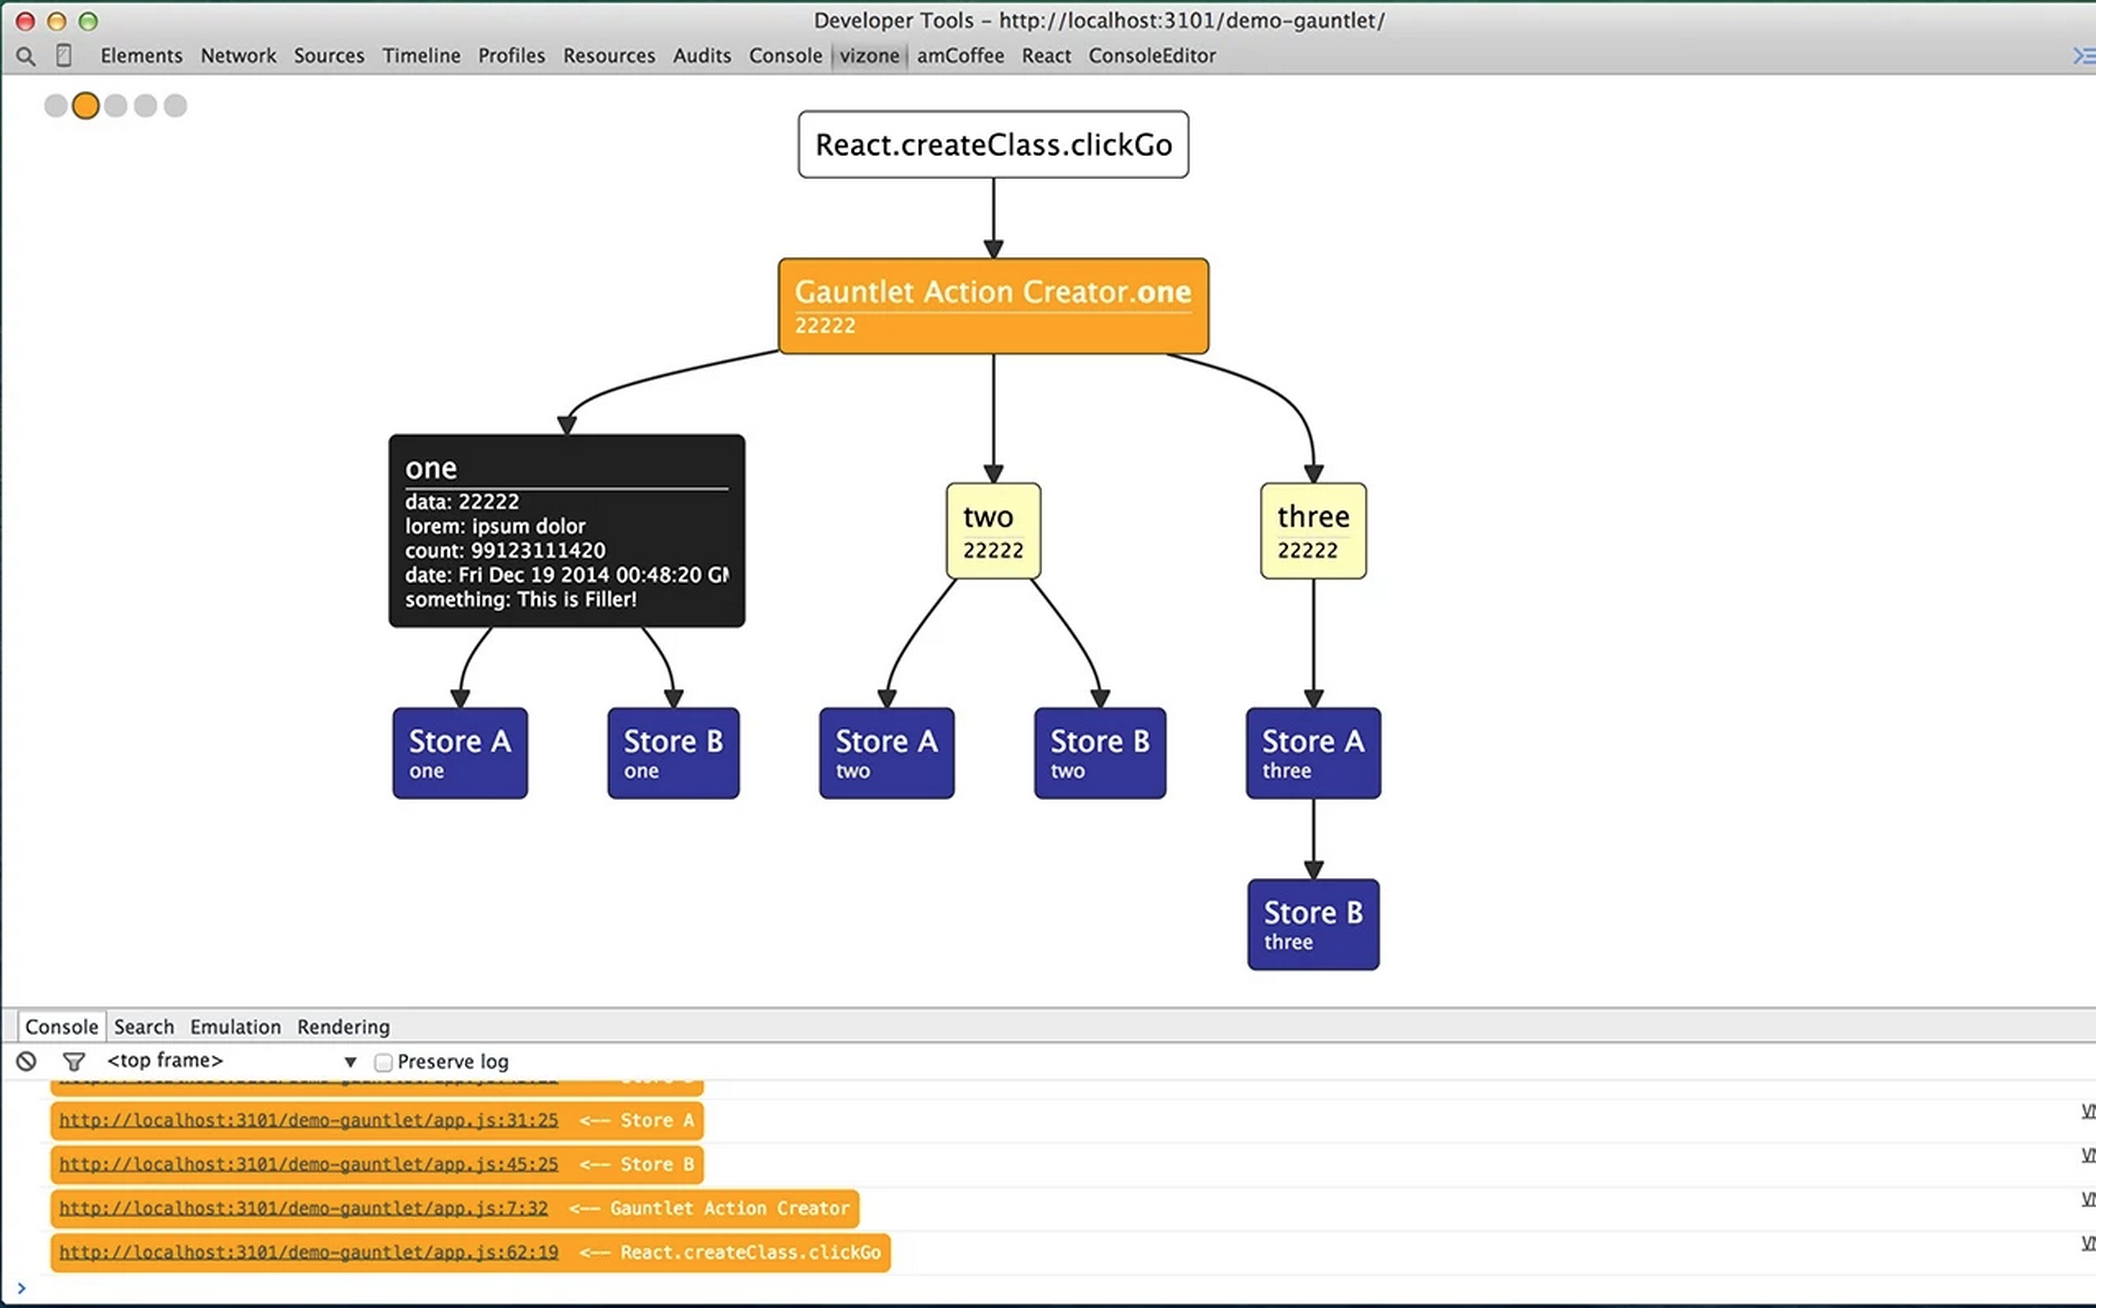 Developer Tools – http://localhost:3101/demo-gauntlet/
Elements Network Sources Timeline Profiles Resources Audits Console vizone amCoffee React ConsoleEditor
React.createClass.clickGo
Gauntlet Action Creator.one
22222
one
data: 22222
lorem: ipsum dolor
count: 99123111420
date: Fri Dec 19 2014 00:48:20
something: This is Filler!
two
22222
three
22222
Store A
one
Store B
one
Store A
two
Store B
two
Store A
three
Store B
three
Console Search Emulation Rendering
<top frame> ▼ Preserve log
http://localhost:3101/demo-gauntlet/app.js:31:25 <-- Store A
http://localhost:3101/demo-gauntlet/app.js:45:25 <-- Store B
http://localhost:3101/demo-gauntlet/app.js:7:32 <-- Gauntlet Action Creator
http://localhost:3101/demo-gauntlet/app.js:62:19 <-- React.createClass.clickGo
>